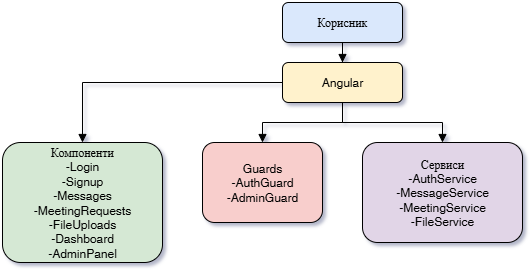 Корисник
Angular
Компоненти
-Login
-Signup
-Messages
-MeetingRequests
-FileUploads
-Dashboard
-AdminPanel
Guards
-AuthGuard
-AdminGuard
Сервиси
-AuthService
-MessageService
-MeetingService
-FileService